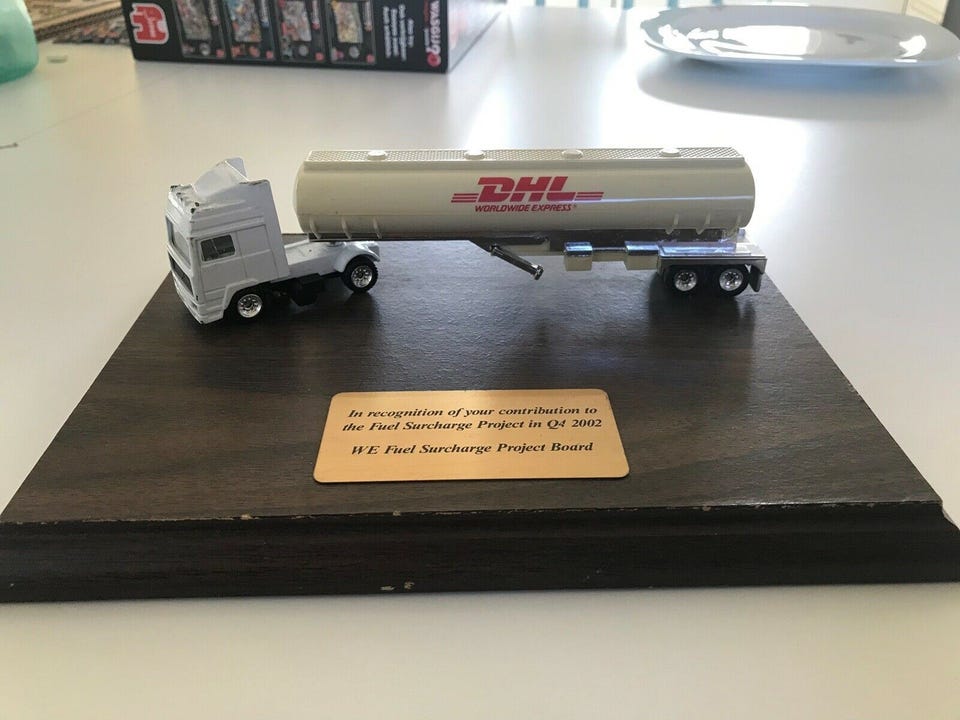 WASGIJ?
DHL
WORLDWIDE EXPRESS®
In recognition of your contribution to
the Fuel Surcharge Project in Q4 2002
WE Fuel Surcharge Project Board